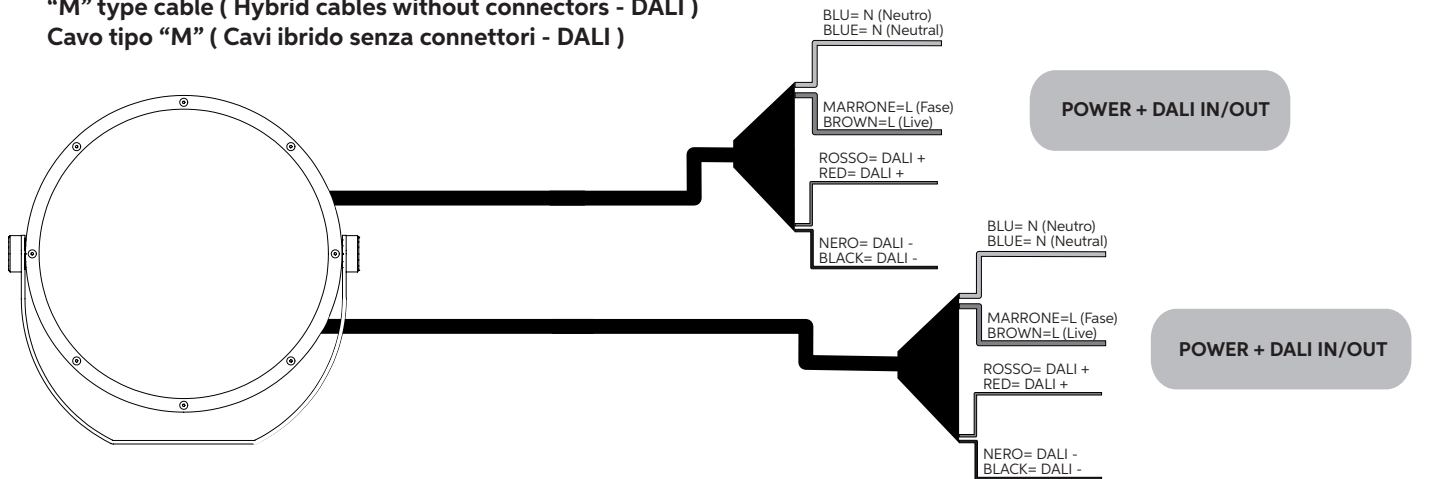 “M” type cable ( Hybrid cables without connectors - DALI )
Cavo tipo “M” ( Cavi ibrido senza connettori - DALI )
BLU= N (Neutro)
BLUE= N (Neutral)
MARRONE=L (Fase)
BROWN=L (Live)
ROSSO= DALI +
RED= DALI +
NERO= DALI -
BLACK= DALI -
POWER + DALI IN/OUT
BLU= N (Neutro)
BLUE= N (Neutral)
MARRONE=L (Fase)
BROWN=L (Live)
ROSSO= DALI +
RED= DALI +
NERO= DALI -
BLACK= DALI -
POWER + DALI IN/OUT